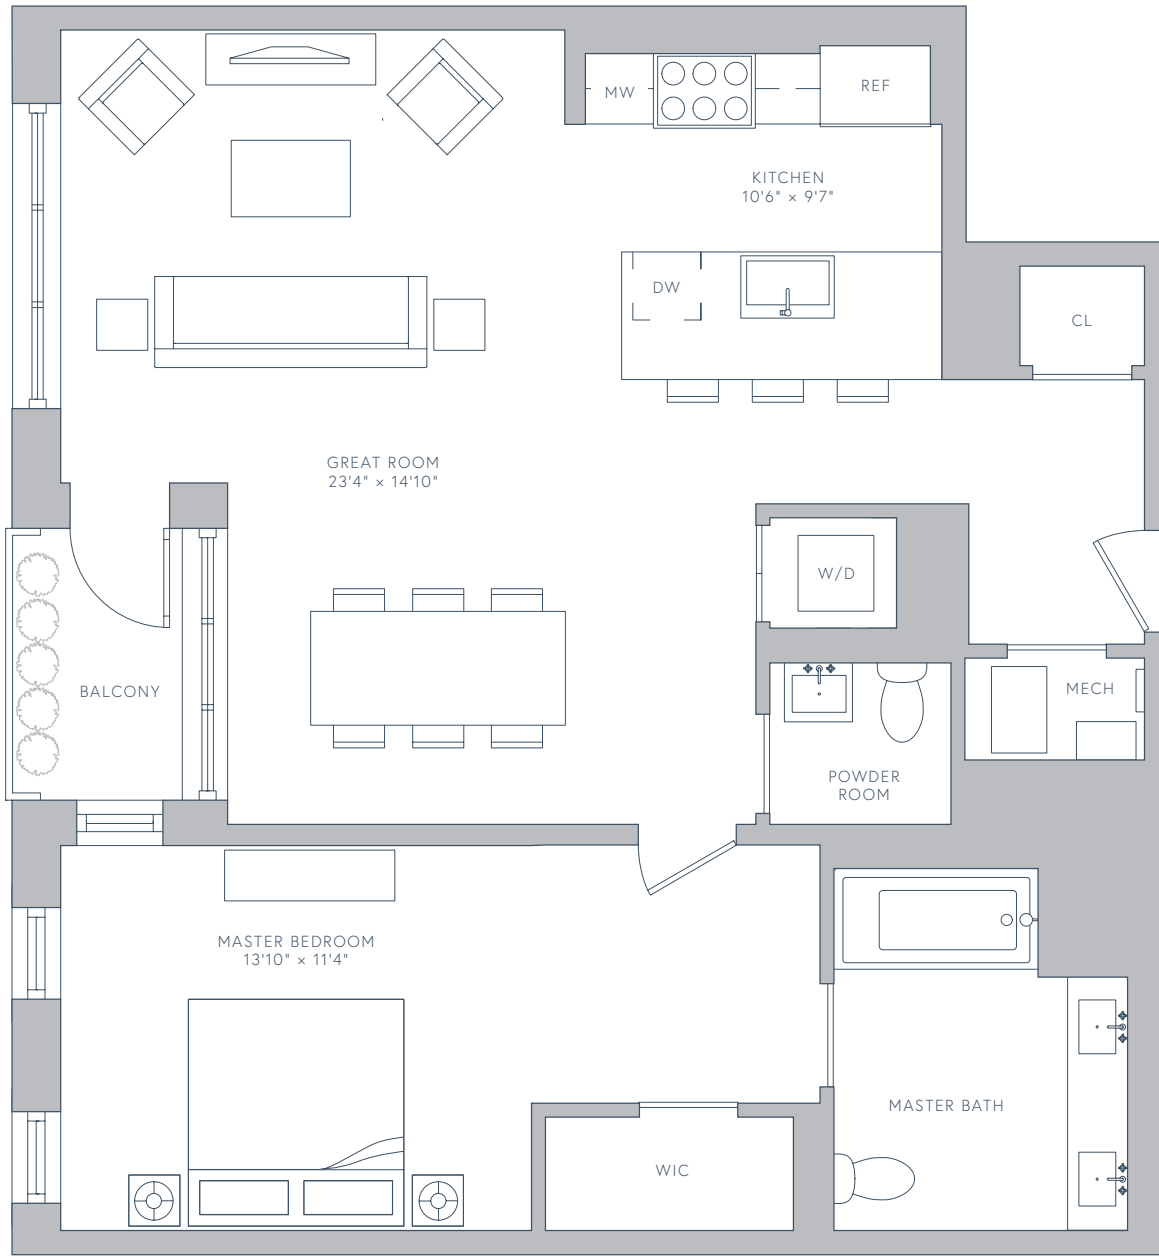 MW
REF
KITCHEN
10'6" × 9'7"
DW
CL
GREAT ROOM
23'4" × 14'10"
W/D
BALCONY
MECH
POWDER
ROOM
MASTER BEDROOM
13'10" × 11'4"
MASTER BATH
WIC